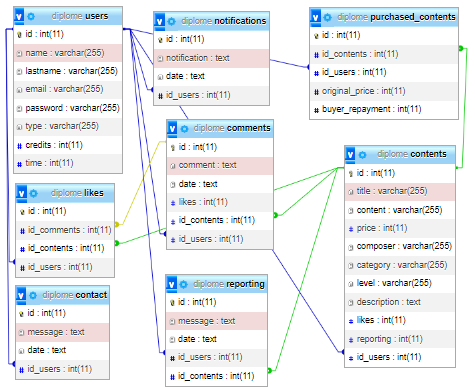 diplome users
id : int(11)
name : varchar(255)
lastname : varchar(255)
email : varchar(255)
password : varchar(255)
type : varchar(255)
credits : int(11)
time : int(11)
diplome notifications
id : int(11)
notification : text
date : text
id_users : int(11)
diplome purchased_contents
id : int(11)
id_contents : int(11)
id_users : int(11)
original_price : int(11)
buyer_repayment : int(11)
diplome comments
id : int(11)
comment : text
date : text
likes : int(11)
id_contents : int(11)
id_users : int(11)
diplome contents
id : int(11)
title : varchar(255)
content : varchar(255)
price : int(11)
composer : varchar(255)
category : varchar(255)
level : varchar(255)
description : text
likes : int(11)
reporting : int(11)
id_users : int(11)
diplome likes
id : int(11)
id_comments : int(11)
id_contents : int(11)
id_users : int(11)
diplome contact
id : int(11)
message : text
date : text
id_users : int(11)
diplome reporting
id : int(11)
message : text
date : text
id_users : int(11)
id_contents : int(11)